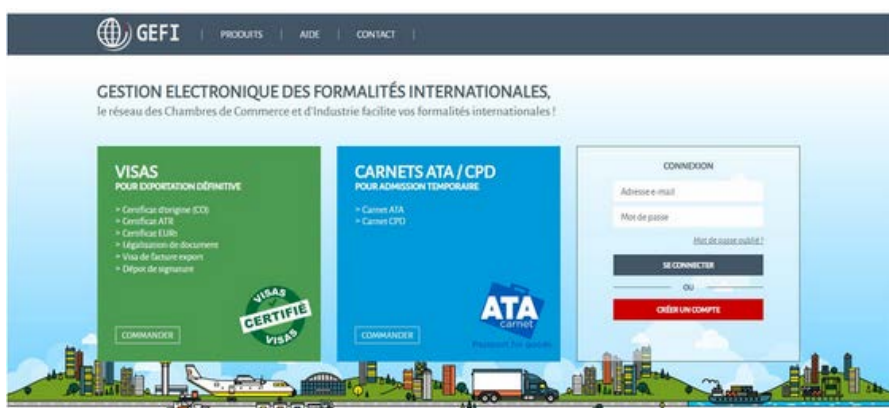 GEFI
PRODUITS
AIDE
CONTACT
GESTION ELECTRONIQUE DES FORMALITÉS INTERNATIONALES,
le réseau des Chambres de Commerce et d'Industrie facilite vos formalités internationales !
VISAS
POUR EXPORTATION DÉFINITIVE
> Certificat d'origine (CO)
> Certificat ATR
> Certificat EUR1
> Légalisation de document
> Visa de facture export
> Dépot de signature
VISAS
CERTIFIÉ
VISAS
COMMANDER
CARNETS ATA / CPD
POUR ADMISSION TEMPORAIRE
> Carnet ATA
> Carnet CPD
ATA
carnet
Passport for goods
COMMANDER
CONNEXION
Adresse e-mail
Mot de passe
Mot de passe oublié ?
SE CONNECTER
OU
CRÉER UN COMPTE